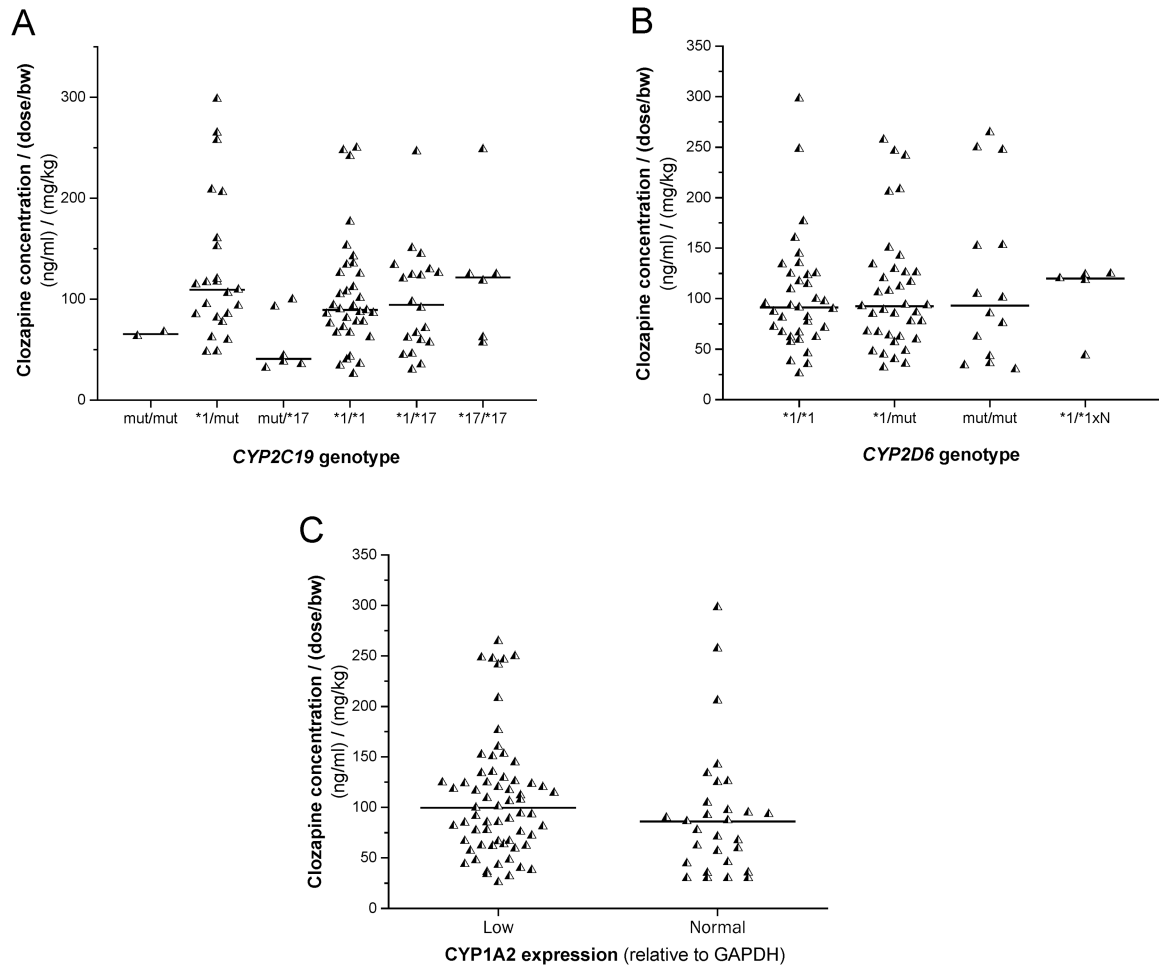 A
Clozapine concentration / (dose/bw)
(ng/ml) / (mg/kg)
300
200
100
0
mut/mut *1/mut mut/*17 *1/*1 *1/*17 *17/*17
CYP2C19 genotype
B
Clozapine concentration / (dose/bw)
(ng/ml) / (mg/kg)
350
300
250
200
150
100
50
0
*1/*1 *1/mut mut/mut *1/*1xN
CYP2D6 genotype
C
Clozapine concentration / (dose/bw)
(ng/ml) / (mg/kg)
350
300
250
200
150
100
50
0
Low Normal
CYP1A2 expression (relative to GAPDH)